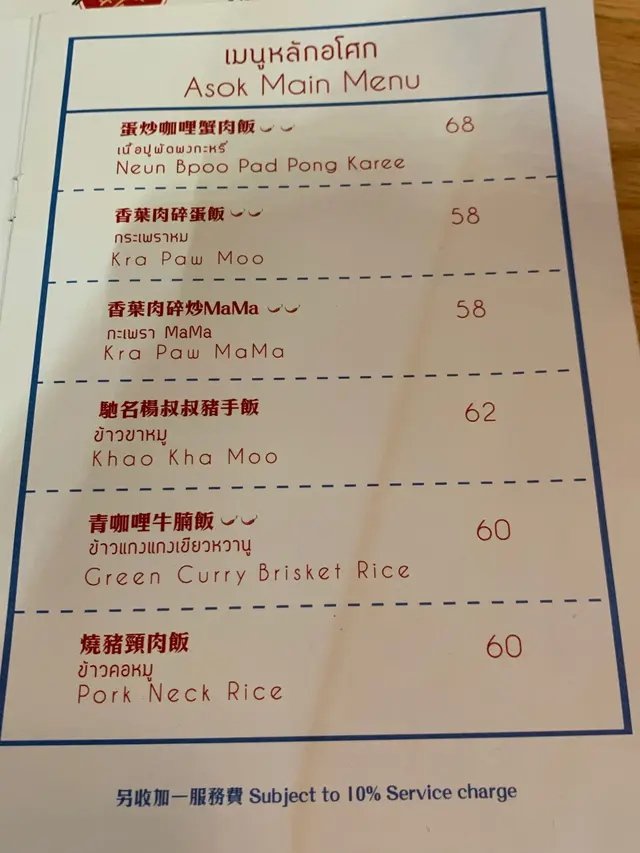 เมนูหลักอโศก
Asok Main Menu
蛋炒咖喱蟹肉飯 68
เนื้อปูผัดผงกะหรี่
Neun Bpoo Pad Pong Karee
香葉肉碎蛋飯 58
กระเพราหม
Kra Paw Moo
香葉肉碎炒MaMa 58
กะเพรา MaMa
Kra Paw MaMa
馳名楊叔叔豬手飯 62
ข้าวขาหมู
Khao Kha Moo
青咖喱牛腩飯 60
ข้าวแกงแกงเขียวหวานู
Green Curry Brisket Rice
燒豬頸肉飯 60
ข้าวคอหมู
Pork Neck Rice
另收加一服務費 Subject to 10% Service charge